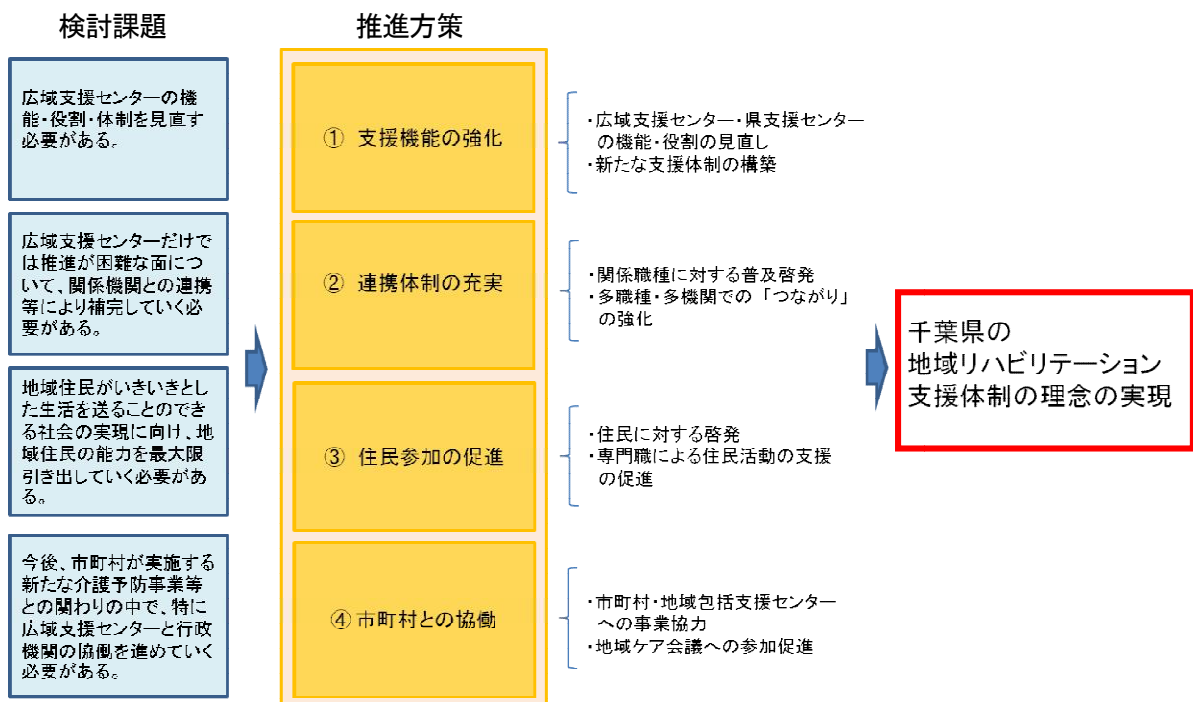 検討課題
推進方策
広域支援センターの機
能・役割・体制を見直す
必要がある。
① 支援機能の強化
・広域支援センター・県支援センター
の機能・役割の見直し
・新たな支援体制の構築
広域支援センターだけで
は推進が困難な面につ
いて、関係機関との連携
等により補完していく必
要がある。
② 連携体制の充実
・関係職種に対する普及啓発
・多職種・多機関での「つながり」
の強化
地域住民がいきいきとし
た生活を送ることのでき
る社会の実現に向け、地
域住民の能力を最大限
引き出していく必要があ
る。
③ 住民参加の促進
・住民に対する啓発
・専門職による住民活動の支援
の促進
今後、市町村が実施する
新たな介護予防事業等
との関わりの中で、特に
広域支援センターと行政
機関の協働を進めていく
必要がある。
④市町村との協働
・市町村・地域包括支援センター
への事業協力
・地域ケア会議への参加促進
千葉県の
地域リハビリテーション
支援体制の理念の実現